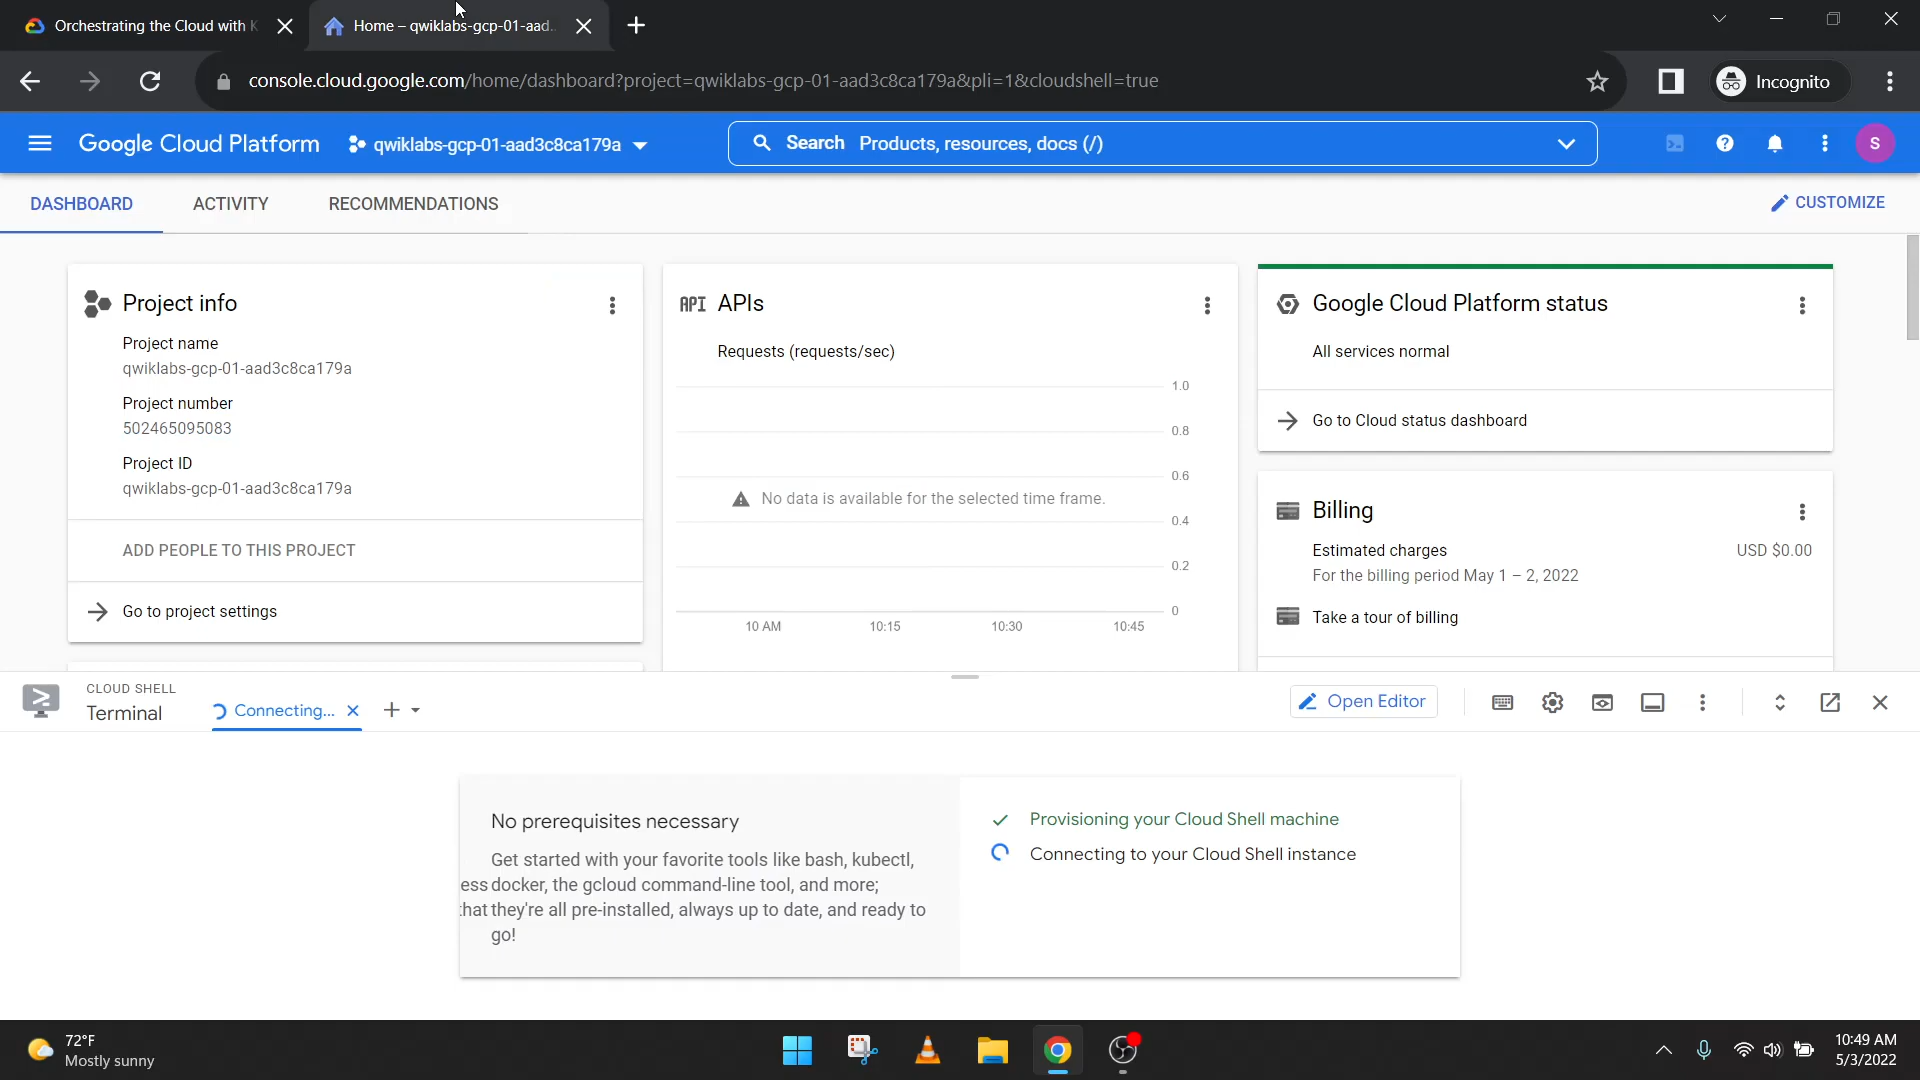 Orchestrating the Cloud with K
Home – qwiklabs-gcp-01-aad...
console.cloud.google.com/home/dashboard?project=qwiklabs-gcp-01-aad3c8ca179a&pli=1&cloudshell=true
Incognito
Google Cloud Platform
qwiklabs-gcp-01-aad3c8ca179a
Search Products, resources, docs (/)
S
DASHBOARD
ACTIVITY
RECOMMENDATIONS
CUSTOMIZE
Project info
Project name
qwiklabs-gcp-01-aad3c8ca179a
Project number
502465095083
Project ID
qwiklabs-gcp-01-aad3c8ca179a
ADD PEOPLE TO THIS PROJECT
Go to project settings
API APIs
Requests (requests/sec)
1.0
0.8
0.6
No data is available for the selected time frame.
0.4
0.2
0
10 AM
10:15
10:30
10:45
Google Cloud Platform status
All services normal
Go to Cloud status dashboard
Billing
Estimated charges
USD $0.00
For the billing period May 1 – 2, 2022
Take a tour of billing
CLOUD SHELL
Terminal
Connecting...
Open Editor
No prerequisites necessary
Get started with your favorite tools like bash, kubectl,
ess docker, the gcloud command-line tool, and more;
hat they're all pre-installed, always up to date, and ready to
go!
Provisioning your Cloud Shell machine
Connecting to your Cloud Shell instance
72°F
Mostly sunny
10:49 AM
5/3/2022